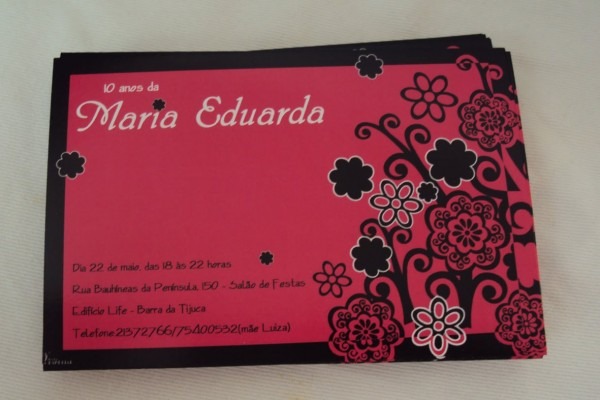 10 anos da
Maria Eduarda
Dia 22 de maio, das 18 às 22 horas
Rua Bauhíneas da Península, 150 - Salão de Festas
Edifício Life - Barra da Tijuca
Telefone:21372766/75400532(mãe Luiza)